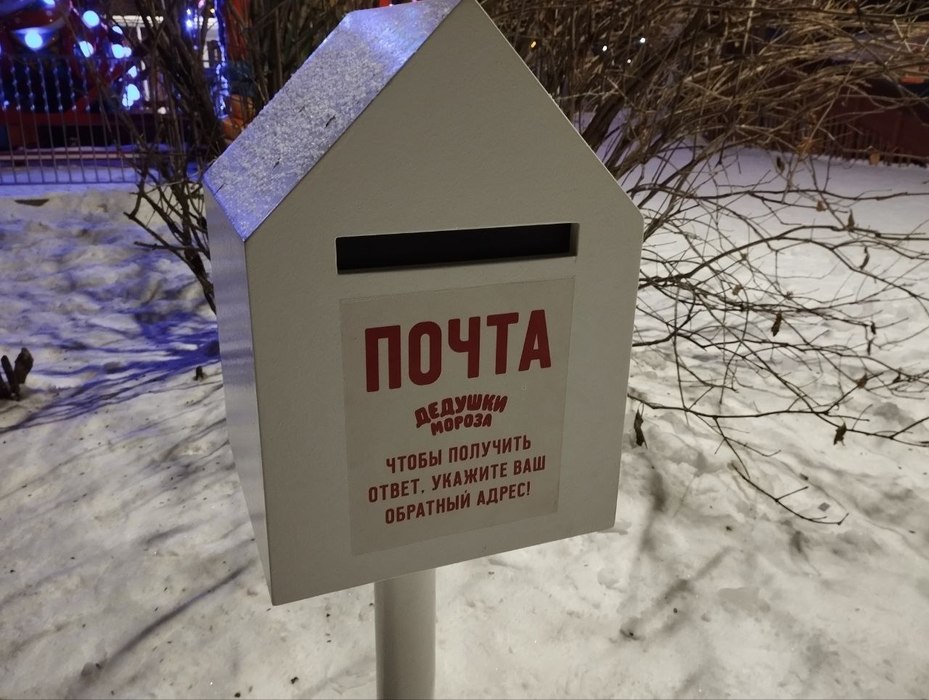 ПОЧТА
ДЕДУШКИ
МОРОЗА
ЧТОБЫ ПОЛУЧИТЬ
ОТВЕТ, УКАЖИТЕ ВАШ
ОБРАТНЫЙ АДРЕС!